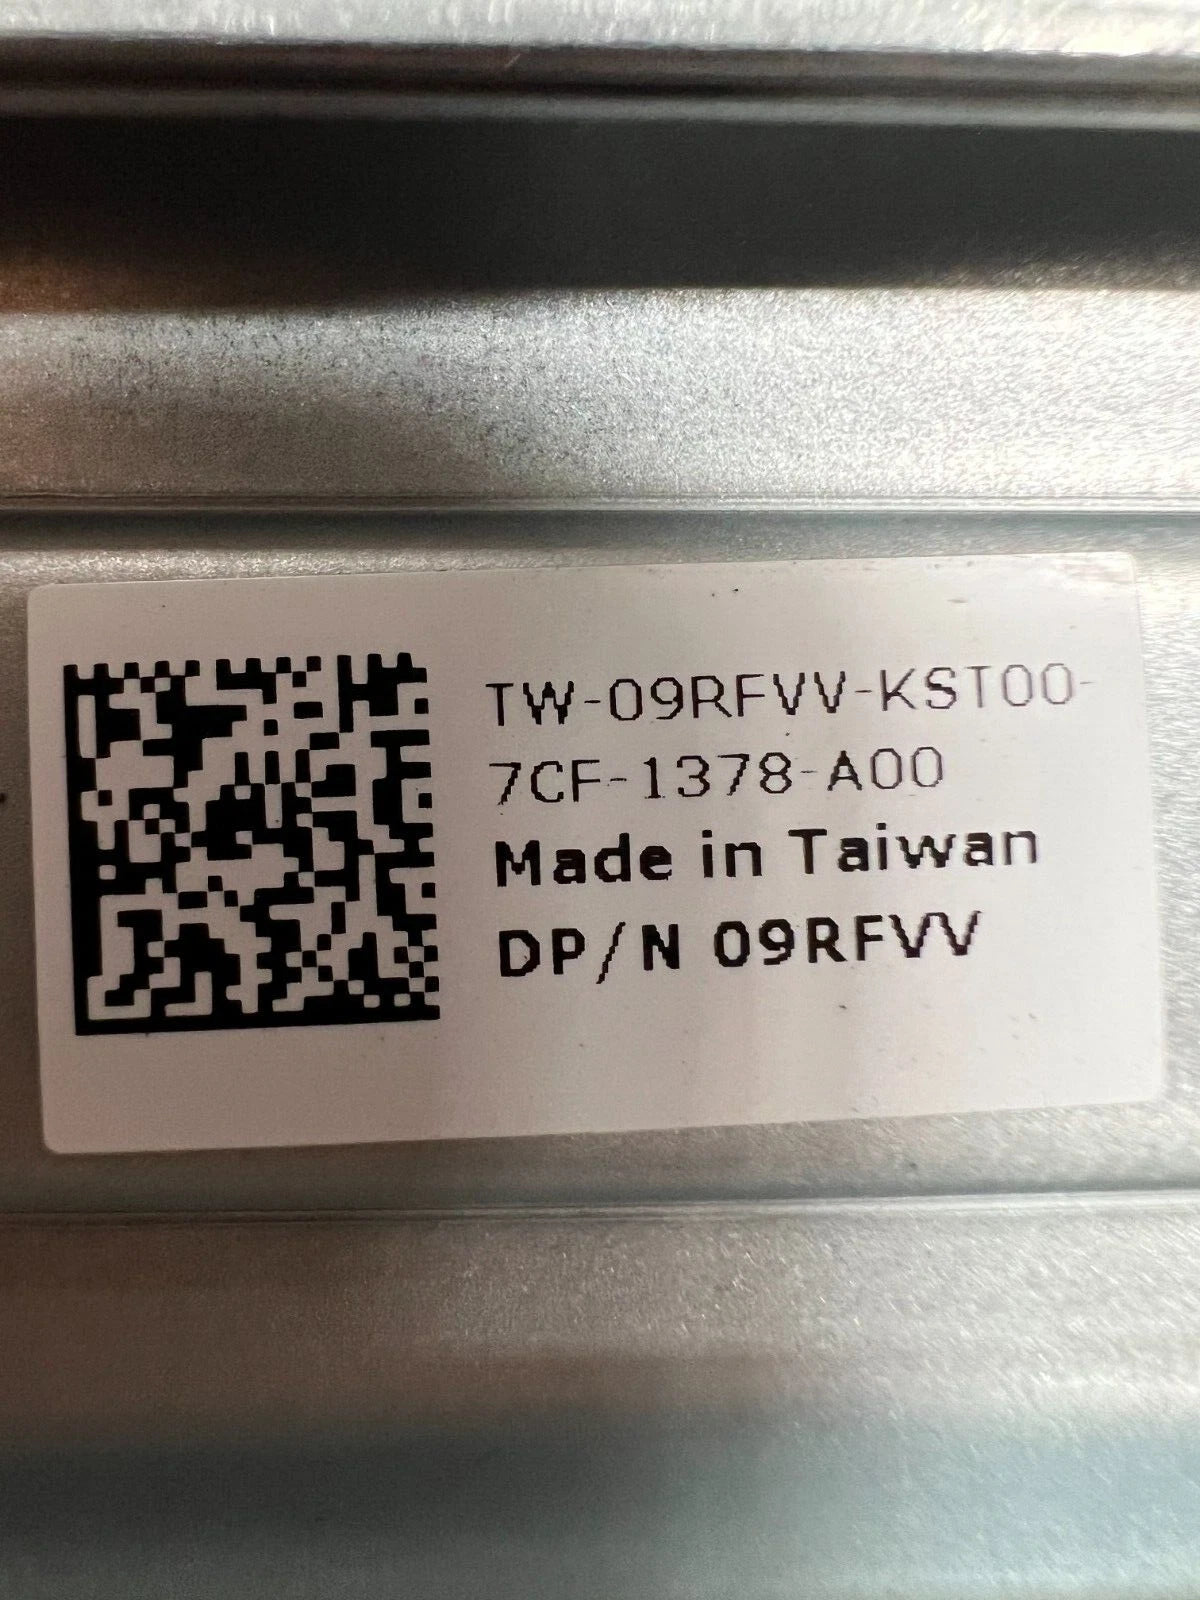 TW-09RFVV-KST00-
7CF-1378-A00
Made in Taiwan
DP/N 09RFVV